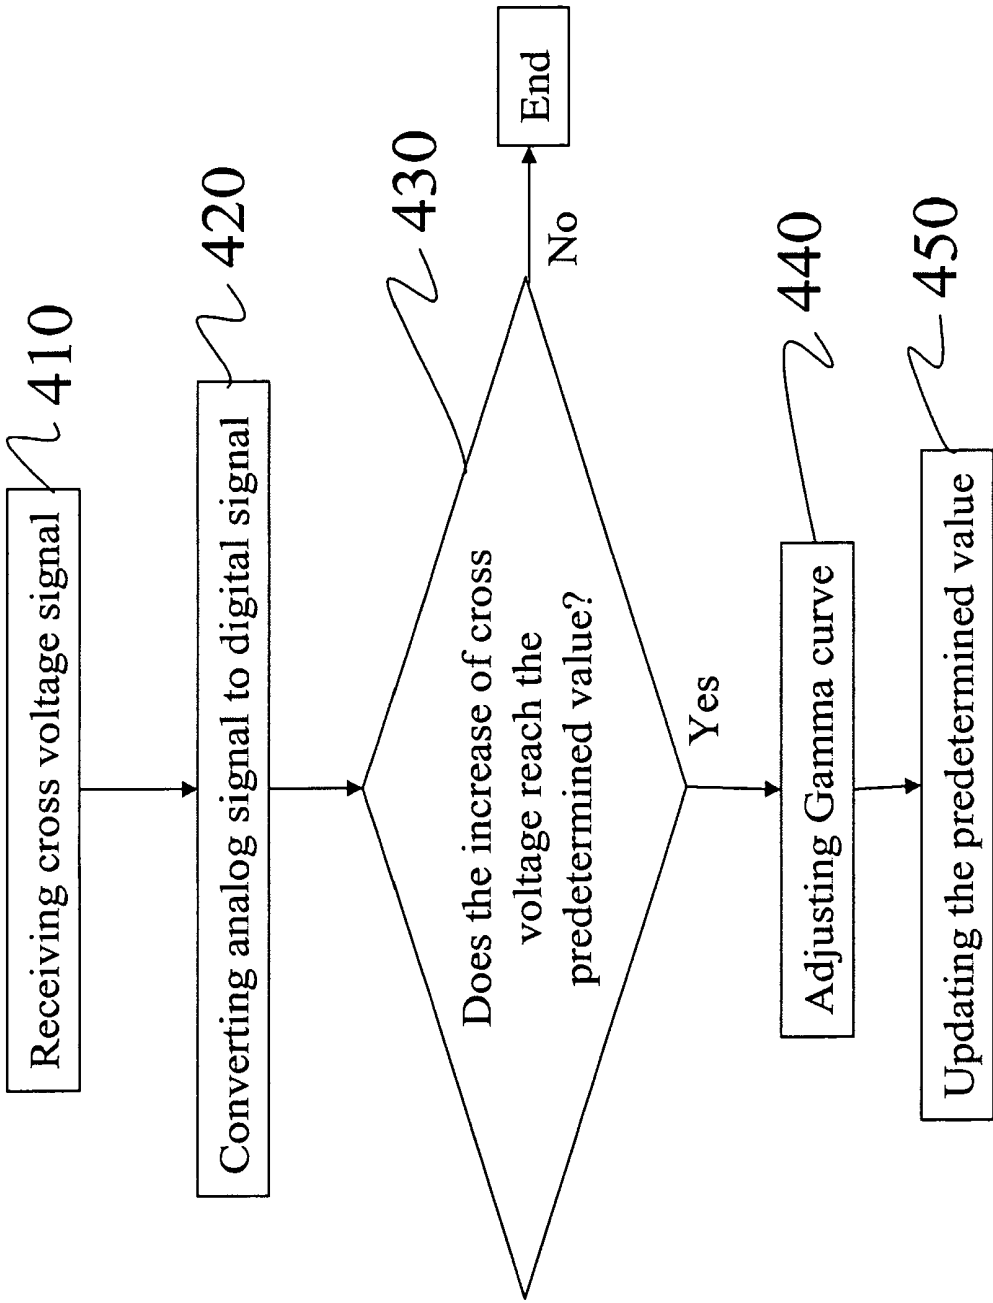 Receiving cross voltage signal
410
Converting analog signal to digital signal
420
Does the increase of cross
voltage reach the
predetermined value?
430
No
End
Yes
Adjusting Gamma curve
440
Updating the predetermined value
450